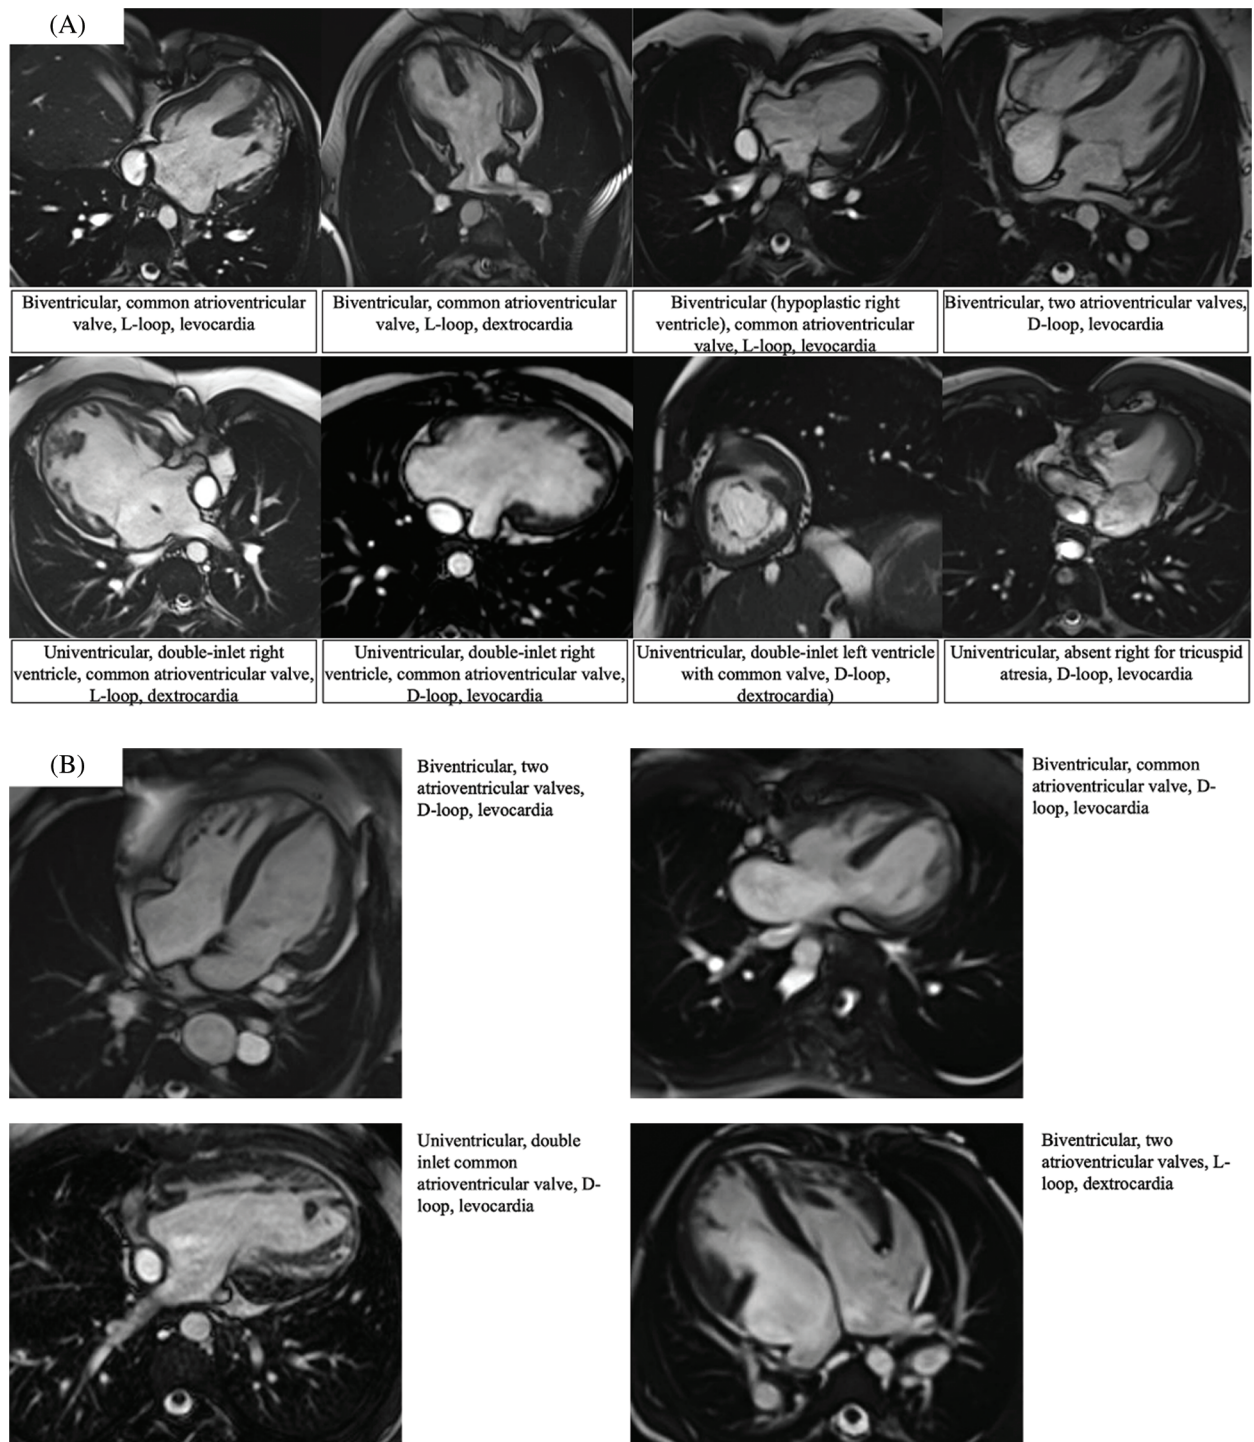 (A)
Biventricular, common atrioventricular
valve, L-loop, levocardia
Biventricular, common atrioventricular
valve, L-loop, dextrocardia
Biventricular (hypoplastic right
ventricle), common atrioventricular
valve, L-loop, levocardia
Biventricular, two atrioventricular valves,
D-loop, levocardia
Univentricular, double-inlet right
ventricle, common atrioventricular valve,
L-loop, dextrocardia
Univentricular, double-inlet right
ventricle, common atrioventricular valve,
D-loop, levocardia
Univentricular, double-inlet left ventricle
with common valve, D-loop,
dextrocardia)
Univentricular, absent right for tricuspid
atresia, D-loop, levocardia
(B)
Biventricular, two
atrioventricular valves,
D-loop, levocardia
Biventricular, common
atrioventricular valve, D-
loop, levocardia
Univentricular, double
inlet common
atrioventricular valve, D-
loop, levocardia
Biventricular, two
atrioventricular valves, L-
loop, dextrocardia